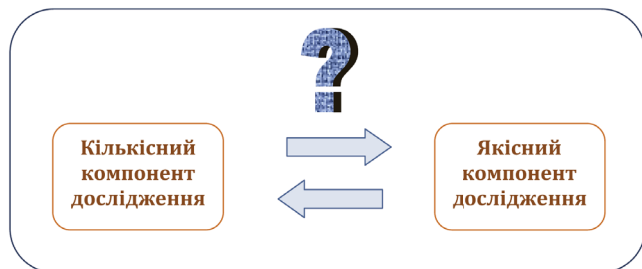 ?
Кількісний
компонент
дослідження
Якісний
компонент
дослідження